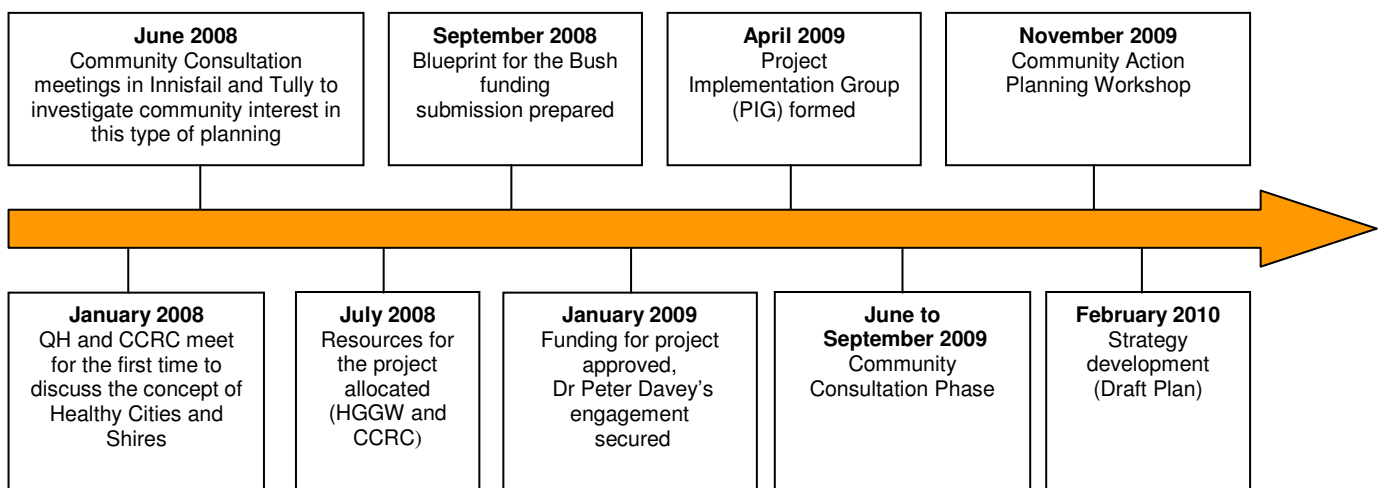 June 2008
Community Consultation
meetings in Innisfail and Tully to
investigate community interest in
this type of planning
September 2008
Blueprint for the Bush
funding
submission prepared
April 2009
Project
Implementation Group
(PIG) formed
November 2009
Community Action
Planning Workshop
January 2008
QH and CCRC meet
for the first time to
discuss the concept of
Healthy Cities and
Shires
July 2008
Resources for
the project
allocated
(HGGW and
CCRC)
January 2009
Funding for project
approved,
Dr Peter Davey's
engagement
secured
June to
September 2009
Community
Consultation Phase
February 2010
Strategy
development
(Draft Plan)